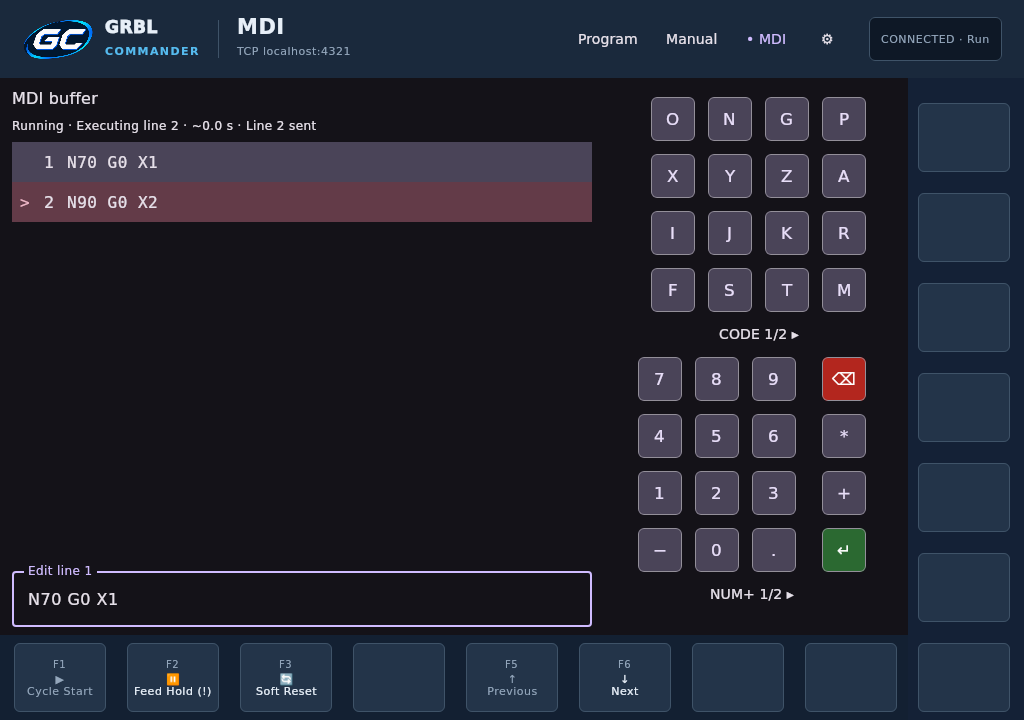 GC
GRBL
COMMANDER
MDI
TCP localhost:4321
Program
Manual
• MDI
⚙
CONNECTED · Run
MDI buffer
Running · Executing line 2 · ~0.0 s · Line 2 sent
1 N70 G0 X1
> 2 N90 G0 X2
Edit line 1
N70 G0 X1
O N G P
X Y Z A
I J K R
F S T M
CODE 1/2 ▸
7 8 9 ⌫
4 5 6 *
1 2 3 +
− 0 . ↵
NUM+ 1/2 ▸
F1
▶
Cycle Start
F2
⏸
Feed Hold (!)
F3
🔄
Soft Reset
F5
↑
Previous
F6
↓
Next